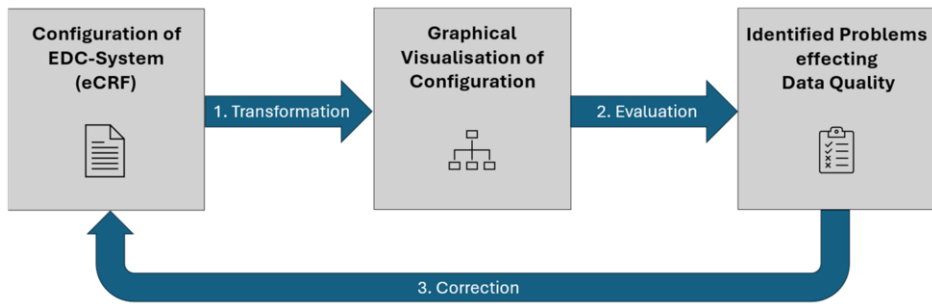 Configuration of
EDC-System
(eCRF)
1. Transformation
Graphical
Visualisation of
Configuration
2. Evaluation
Identified Problems
effecting
Data Quality
3. Correction